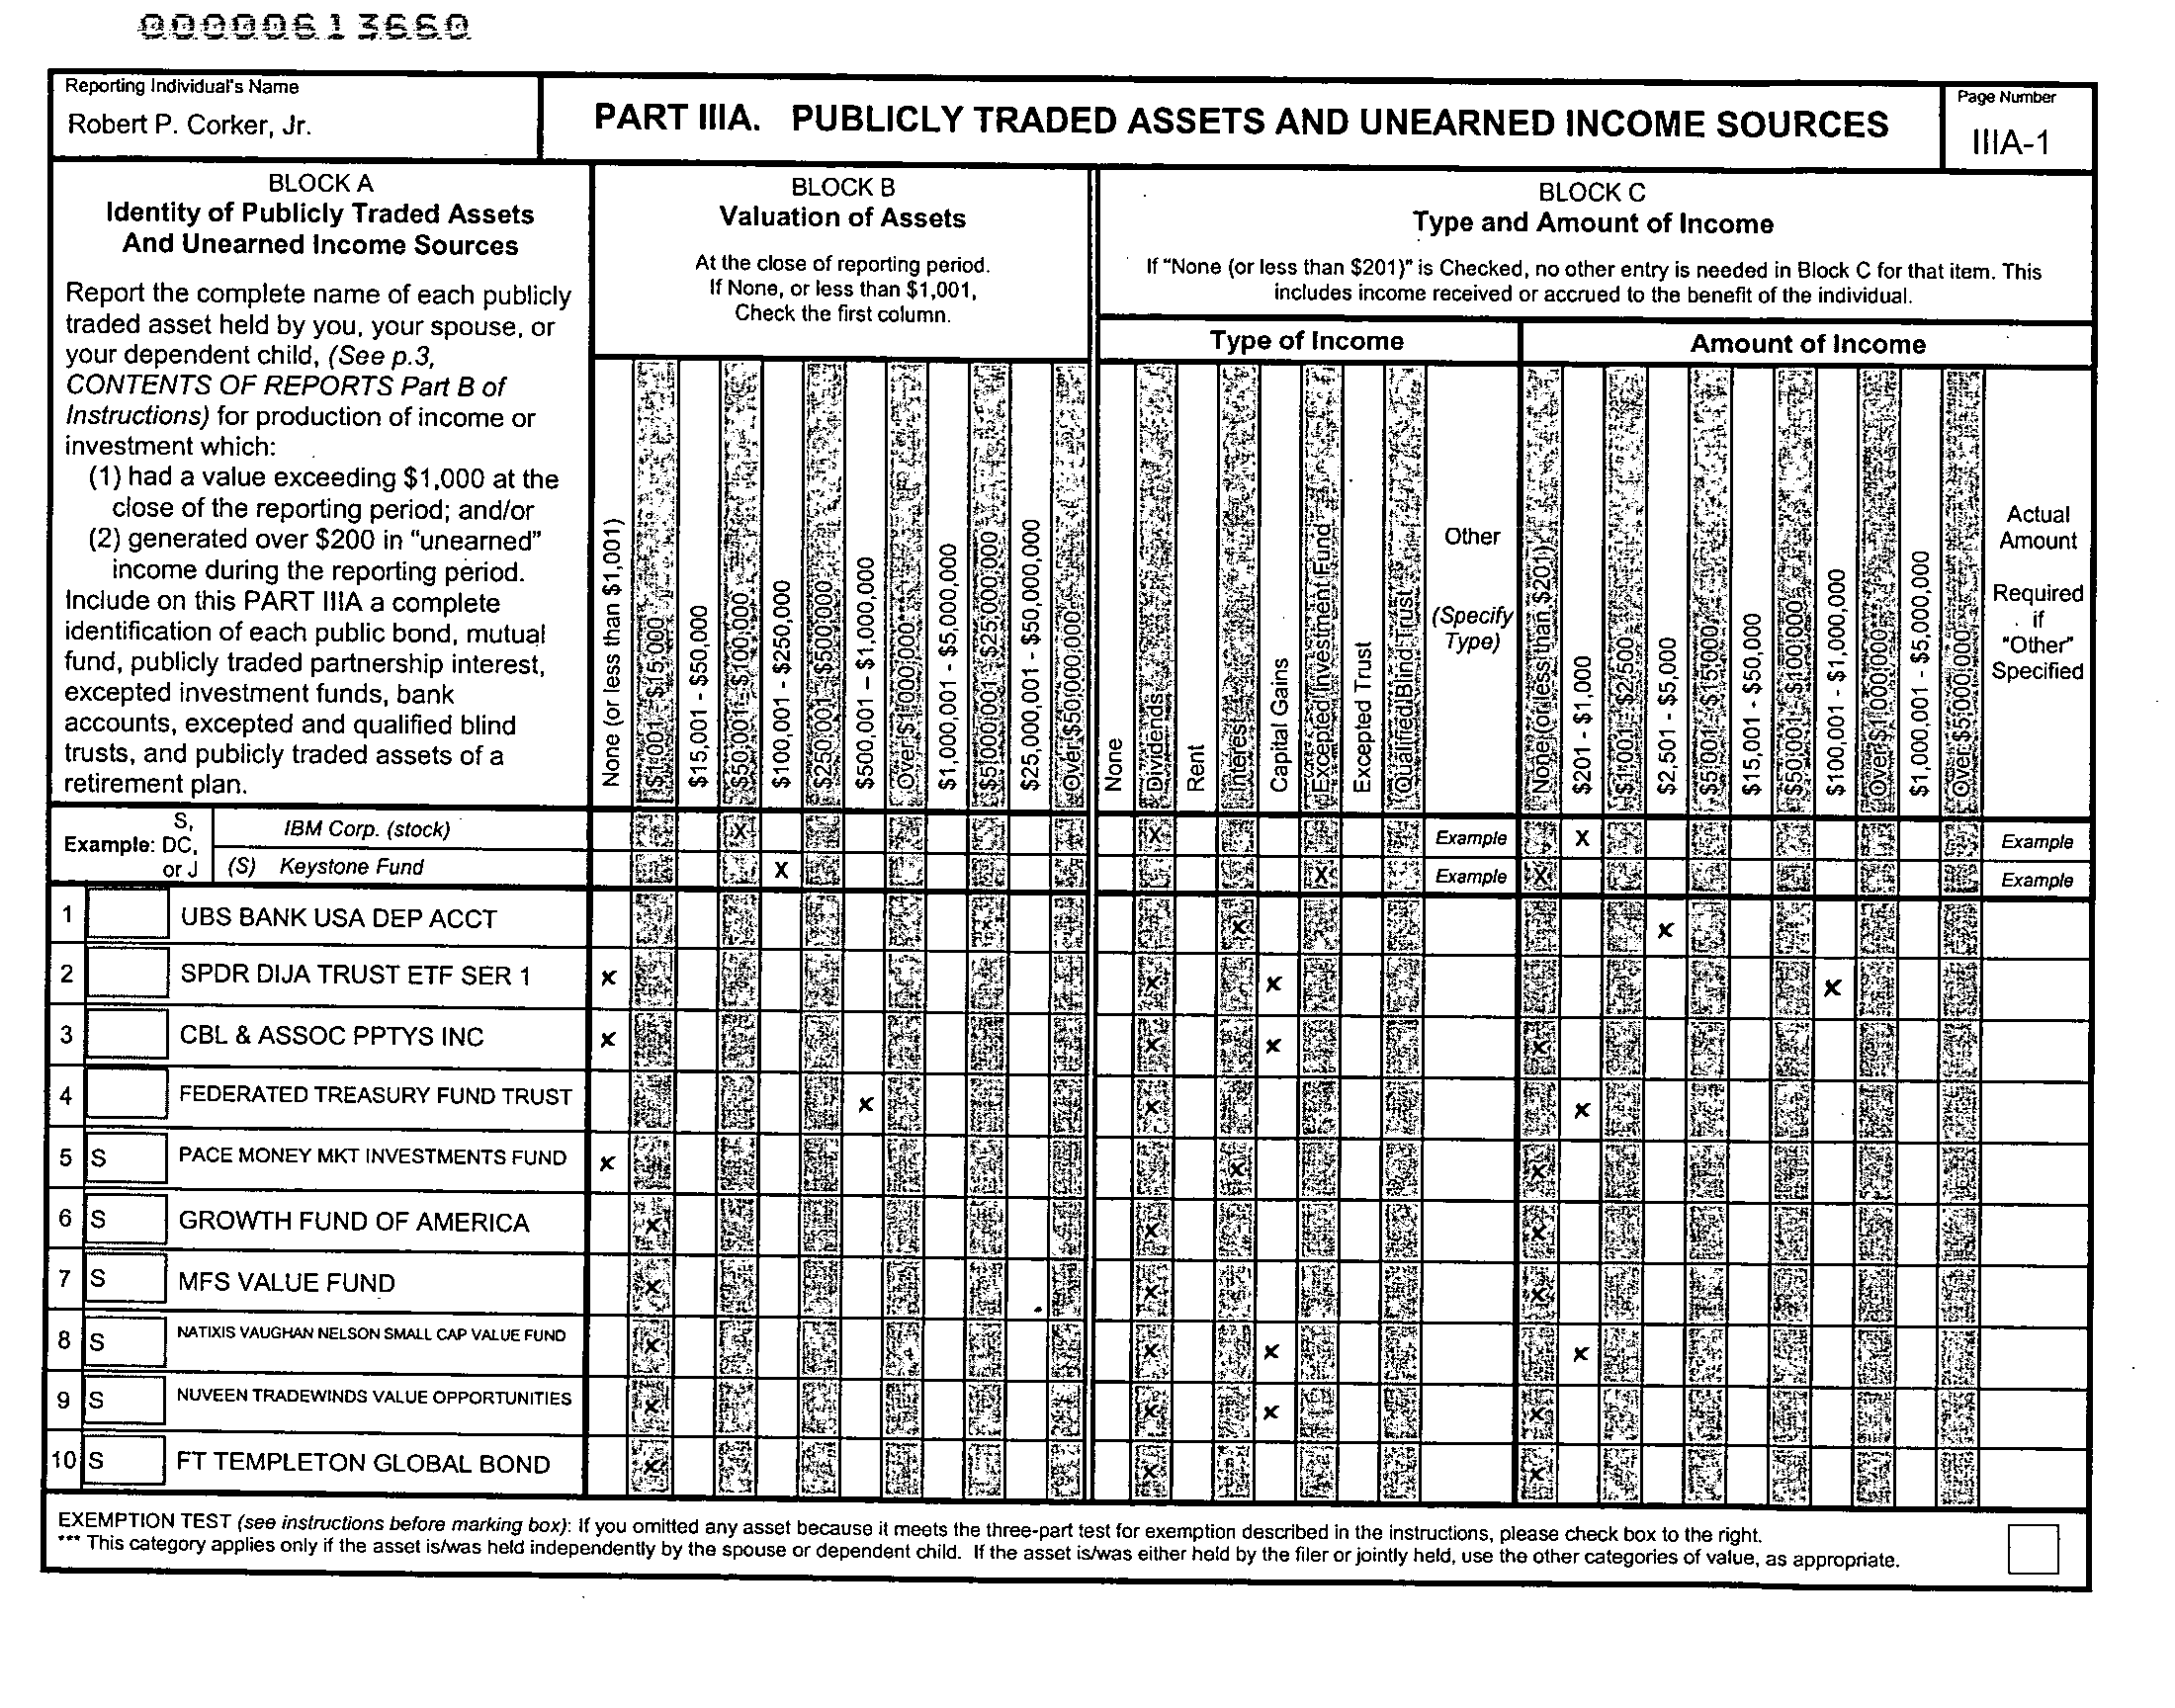 00000613660
Reporting Individual's Name
Robert P. Corker, Jr.
PART IIIA. PUBLICLY TRADED ASSETS AND UNEARNED INCOME SOURCES
Page Number
IIIA-1
BLOCK A
Identity of Publicly Traded Assets
And Unearned Income Sources
Report the complete name of each publicly
traded asset held by you, your spouse, or
your dependent child, (See p.3,
CONTENTS OF REPORTS Part B of
Instructions) for production of income or
investment which:
(1) had a value exceeding $1,000 at the
close of the reporting period; and/or
(2) generated over $200 in "unearned"
income during the reporting period.
Include on this PART IIIA a complete
identification of each public bond, mutual
fund, publicly traded partnership interest,
excepted investment funds, bank
accounts, excepted and qualified blind
trusts, and publicly traded assets of a
retirement plan.
BLOCK B
Valuation of Assets
At the close of reporting period.
If None, or less than $1,001,
Check the first column.
BLOCK C
Type and Amount of Income
If "None (or less than $201)" is Checked, no other entry is needed in Block C for that item. This
includes income received or accrued to the benefit of the individual.
Type of Income
Amount of Income
None (or less than $1,001)
$1,001 - $15,000
$15,001 - $50,000
$50,001 - $100,000
$100,001 - $250,000
$250,001 - $500,000
$500,001 – $1,000,000
Over $1,000,000***
$1,000,001 - $5,000,000
$5,000,001 - $25,000,000
$25,000,001 - $50,000,000
Over $50,000,000
None
Dividends
Rent
Interest
Capital Gains
Excepted Investment Fund
Excepted Trust
Qualified Blind Trust
Other
(Specify
Type)
None (or less than $201)
$201 - $1,000
$1,001 - $2,500
$2,501 - $5,000
$5,001 - $15,000
$15,001 - $50,000
$50,001 - $100,000
$100,001 - $1,000,000
Over $1,000,000***
$1,000,001 - $5,000,000
Over $5,000,000
Actual
Amount
Required
if
"Other"
Specified
Example: S, DC, or J
IBM Corp. (stock) X X Example X Example
(S) Keystone Fund X X Example X Example
1 UBS BANK USA DEP ACCT x x x
2 SPDR DIJA TRUST ETF SER 1 x x x x
3 CBL & ASSOC PPTYS INC x x x x
4 FEDERATED TREASURY FUND TRUST x x x
5 S PACE MONEY MKT INVESTMENTS FUND x x x
6 S GROWTH FUND OF AMERICA x x x
7 S MFS VALUE FUND x x x
8 S NATIXIS VAUGHAN NELSON SMALL CAP VALUE FUND x x x x
9 S NUVEEN TRADEWINDS VALUE OPPORTUNITIES x x x x
10 S FT TEMPLETON GLOBAL BOND x x x
EXEMPTION TEST (see instructions before marking box): If you omitted any asset because it meets the three-part test for exemption described in the instructions, please check box to the right.
*** This category applies only if the asset is/was held independently by the spouse or dependent child. If the asset is/was either held by the filer or jointly held, use the other categories of value, as appropriate.